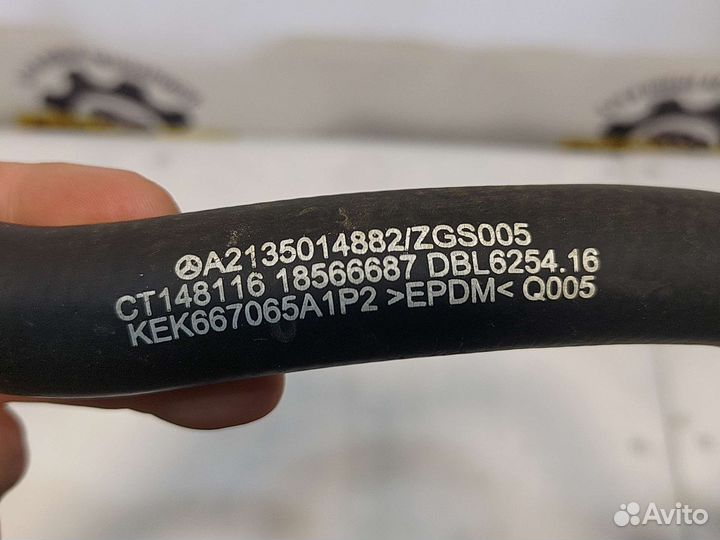 A2135014882/ZGS005
CT148116 18566687 DBL6254.16
KEK667065A1P2 >EPDM< Q005
Avito